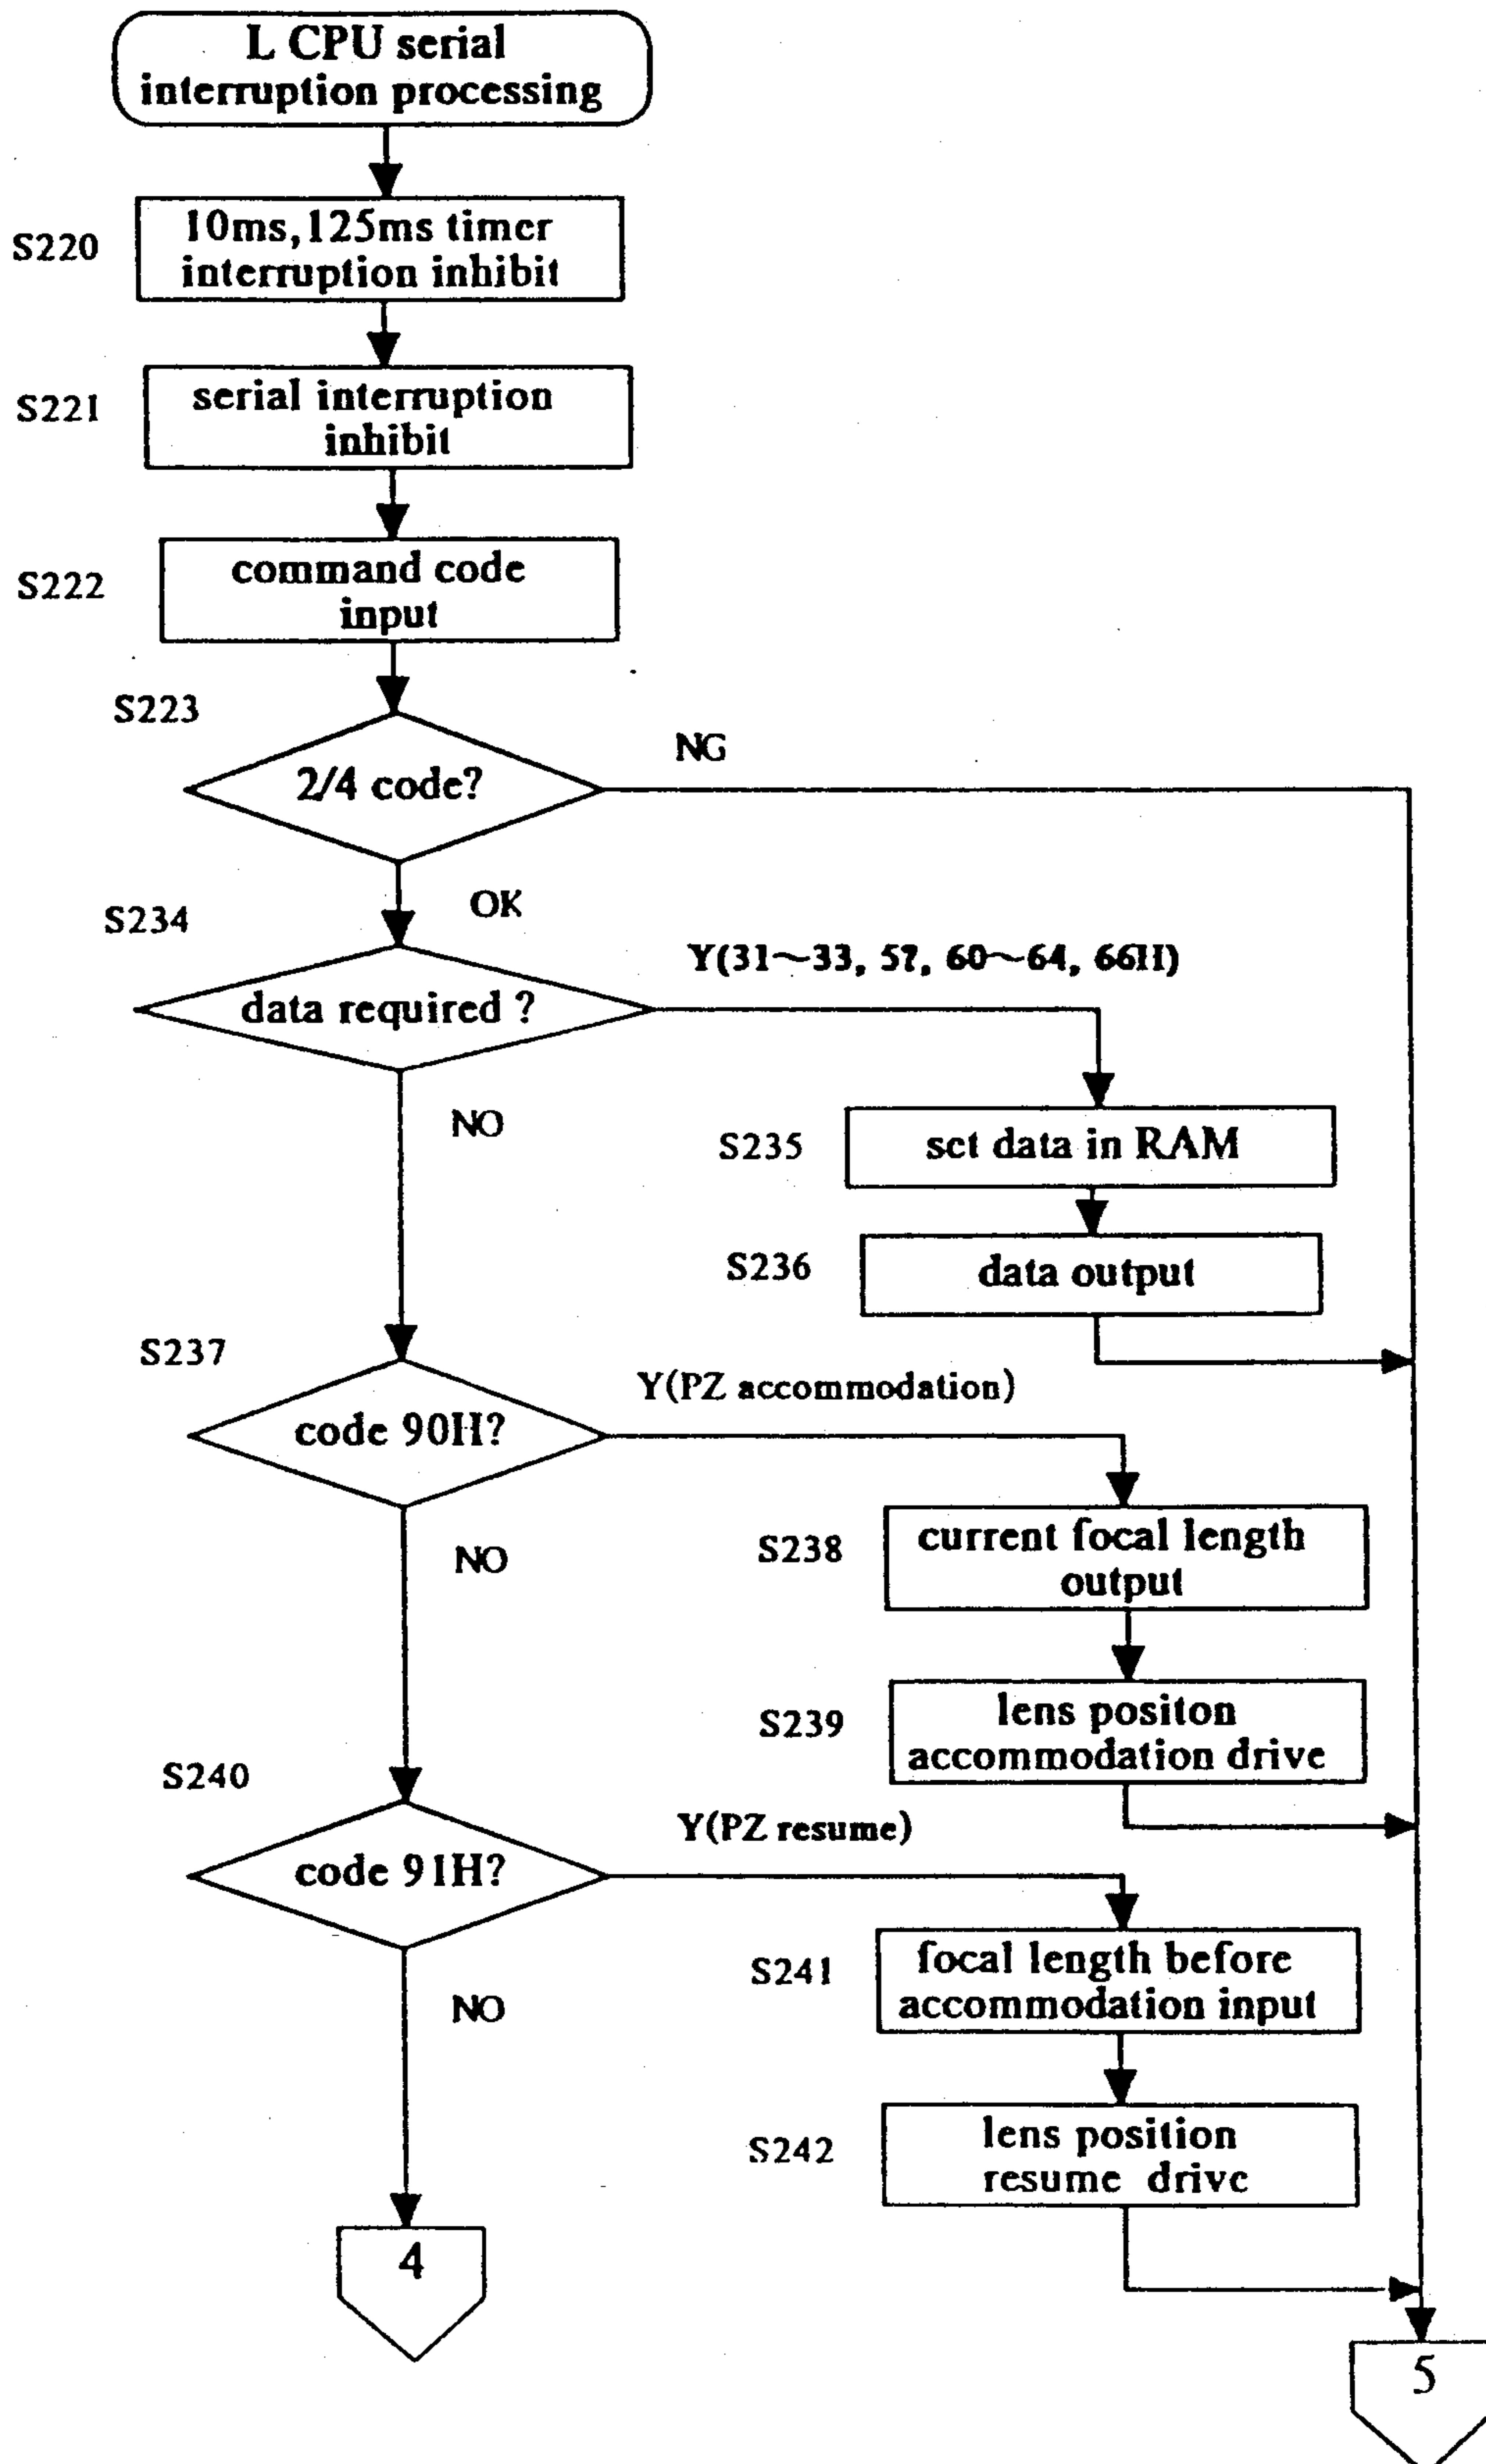 L CPU serial
interruption processing
S220
10ms,125ms timer
interruption inhibit
S221
serial interruption
inhibit
S222
command code
input
S223
2/4 code?
NG
OK
S234
data required ?
Y(31~33, 57, 60~64, 66H)
NO
S235
set data in RAM
S236
data output
S237
code 90H?
Y(PZ accommodation)
NO
S238
current focal length
output
S239
lens positon
accommodation drive
S240
code 91H?
Y(PZ resume)
NO
S241
focal length before
accommodation input
S242
lens position
resume drive
4
5